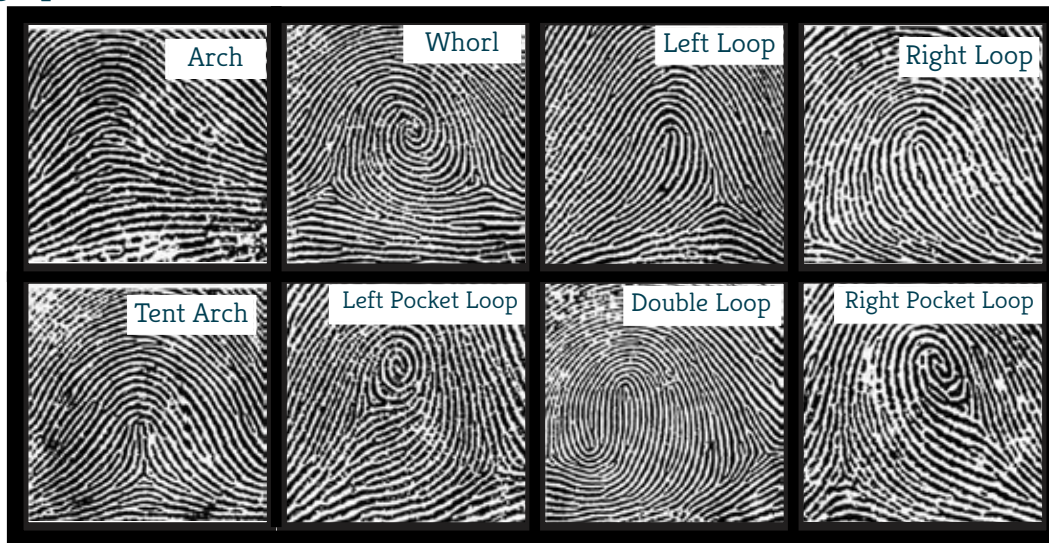 Arch
Whorl
Left Loop
Right Loop
Tent Arch
Left Pocket Loop
Double Loop
Right Pocket Loop